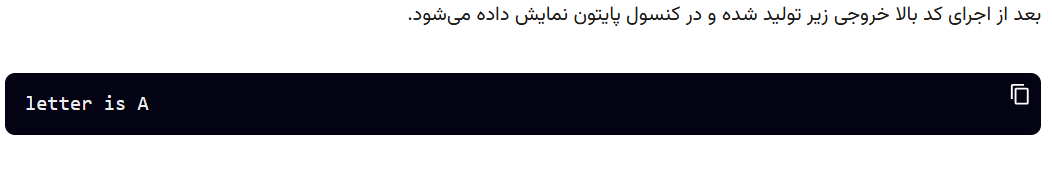 بعد از اجرای کد بالا خروجی زیر تولید شده و در کنسول پایتون نمایش داده می‌شود.
letter is A